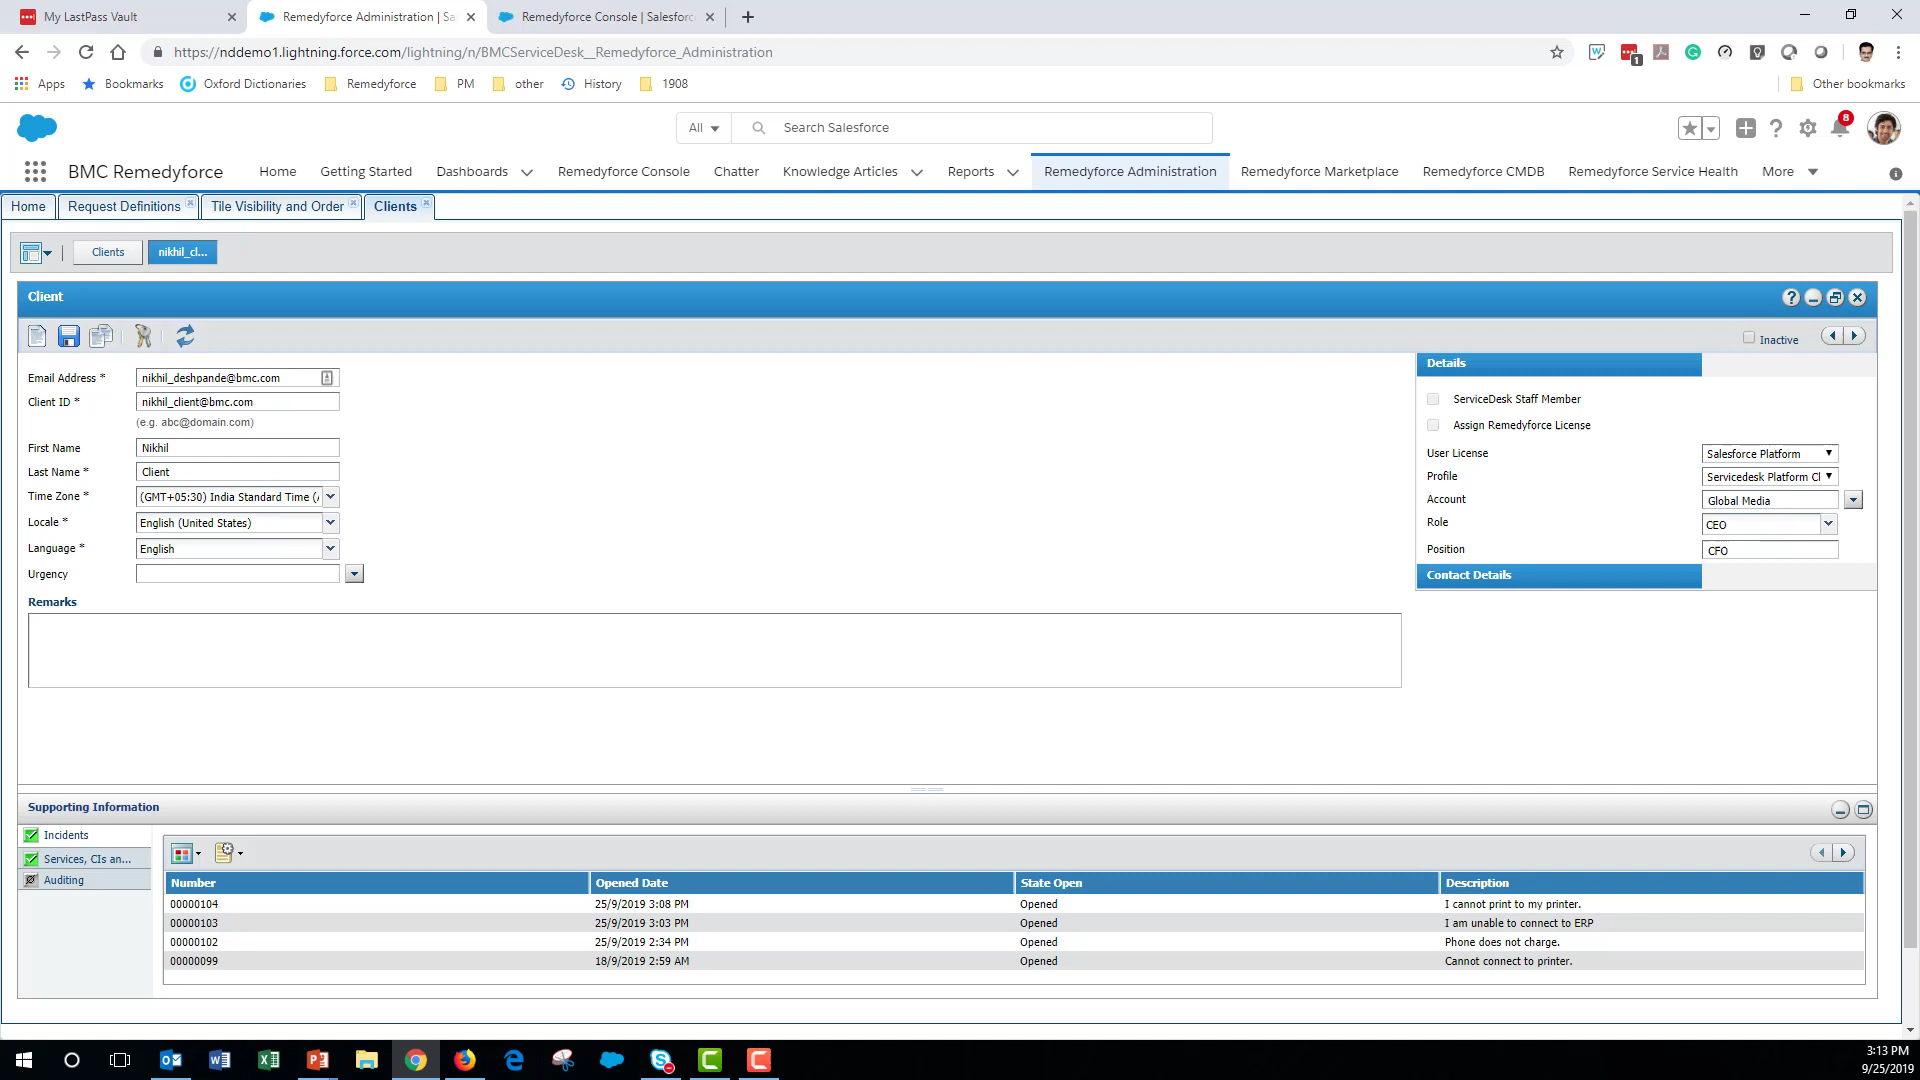 My LastPass Vault
Remedyforce Administration | Sa
Remedyforce Console | Salesforc
https://nddemo1.lightning.force.com/lightning/n/BMCServiceDesk__Remedyforce_Administration
1
Apps
Bookmarks
Oxford Dictionaries
Remedyforce
PM
other
History
1908
Other bookmarks
All
Search Salesforce
8
BMC Remedyforce
Home
Getting Started
Dashboards
Remedyforce Console
Chatter
Knowledge Articles
Reports
Remedyforce Administration
Remedyforce Marketplace
Remedyforce CMDB
Remedyforce Service Health
More
Home
Request Definitions
Tile Visibility and Order
Clients
Clients
nikhil_cl...
Client
Inactive
Email Address *
nikhil_deshpande@bmc.com
Client ID *
nikhil_client@bmc.com
(e.g. abc@domain.com)
First Name
Nikhil
Last Name *
Client
Time Zone *
(GMT+05:30) India Standard Time (
Locale *
English (United States)
Language *
English
Urgency
Remarks
Details
ServiceDesk Staff Member
Assign Remedyforce License
User License
Salesforce Platform
Profile
Servicedesk Platform Cl
Account
Global Media
Role
CEO
Position
CFO
Contact Details
Supporting Information
Incidents
Services, CIs an...
Auditing
Number Opened Date State Open Description
00000104 25/9/2019 3:08 PM Opened I cannot print to my printer.
00000103 25/9/2019 3:03 PM Opened I am unable to connect to ERP
00000102 25/9/2019 2:34 PM Opened Phone does not charge.
00000099 18/9/2019 2:59 AM Opened Cannot connect to printer.
3:13 PM
9/25/2019